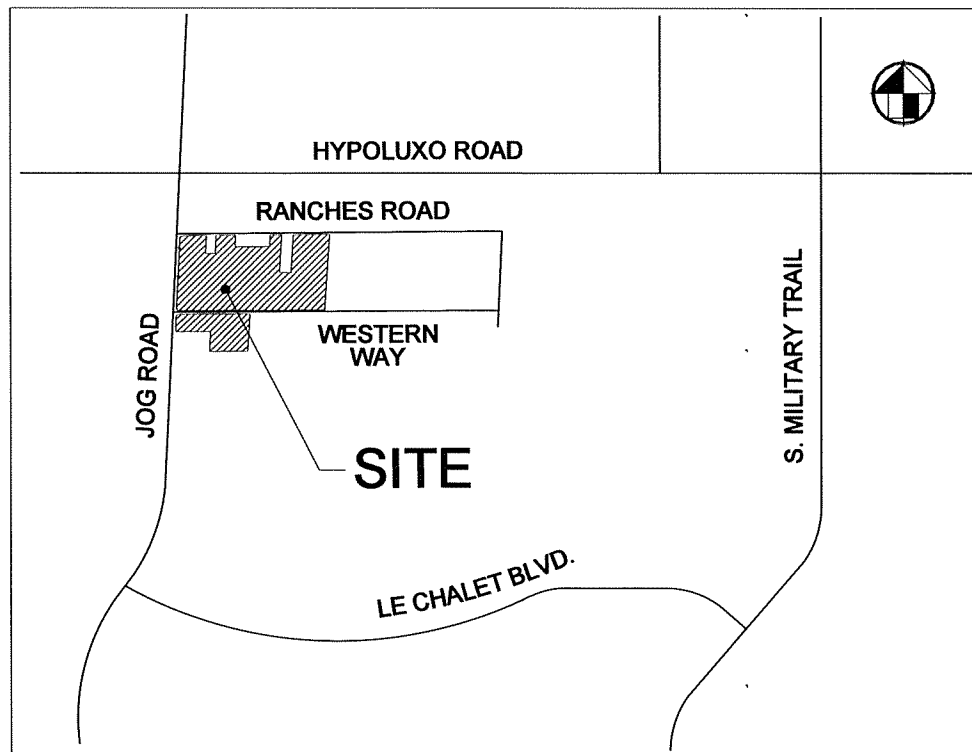 HYPOLUXO ROAD
RANCHES ROAD
WESTERN
WAY
JOG ROAD
S. MILITARY TRAIL
SITE
LE CHALET BLVD.